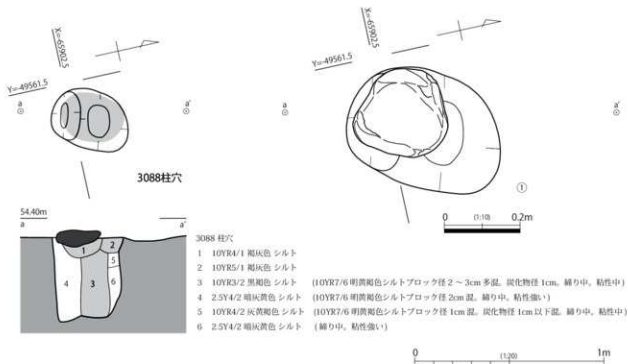 X=-65902.5
X=-65902.5
Y=-49561.5
Y=-49561.5
a
a'
a
a'
3088柱穴
①
0
(1:10)
0.2m
54.40m
a
a'
1
2
3
4
5
6
3088 柱穴
1 10YR4/1 褐灰色 シルト
2 10YR5/1 褐灰色 シルト
3 10YR3/2 黒褐色 シルト (10YR7/6 明黄褐色シルトブロック径 2 ~ 3cm 多混。炭化物径 1cm。締り中。粘性中)
4 2.5Y4/2 暗灰黄色 シルト (10YR7/6 明黄褐色シルトブロック径 2cm 混。締り中。粘性強い)
5 10YR4/2 灰黄褐色 シルト (10YR7/6 明黄褐色シルトブロック径 1cm 混。炭化物径 1cm 以下混。締り中。粘性中)
6 2.5Y4/2 暗灰黄色 シルト (締り中。粘性強い)
0
(1:20)
1m